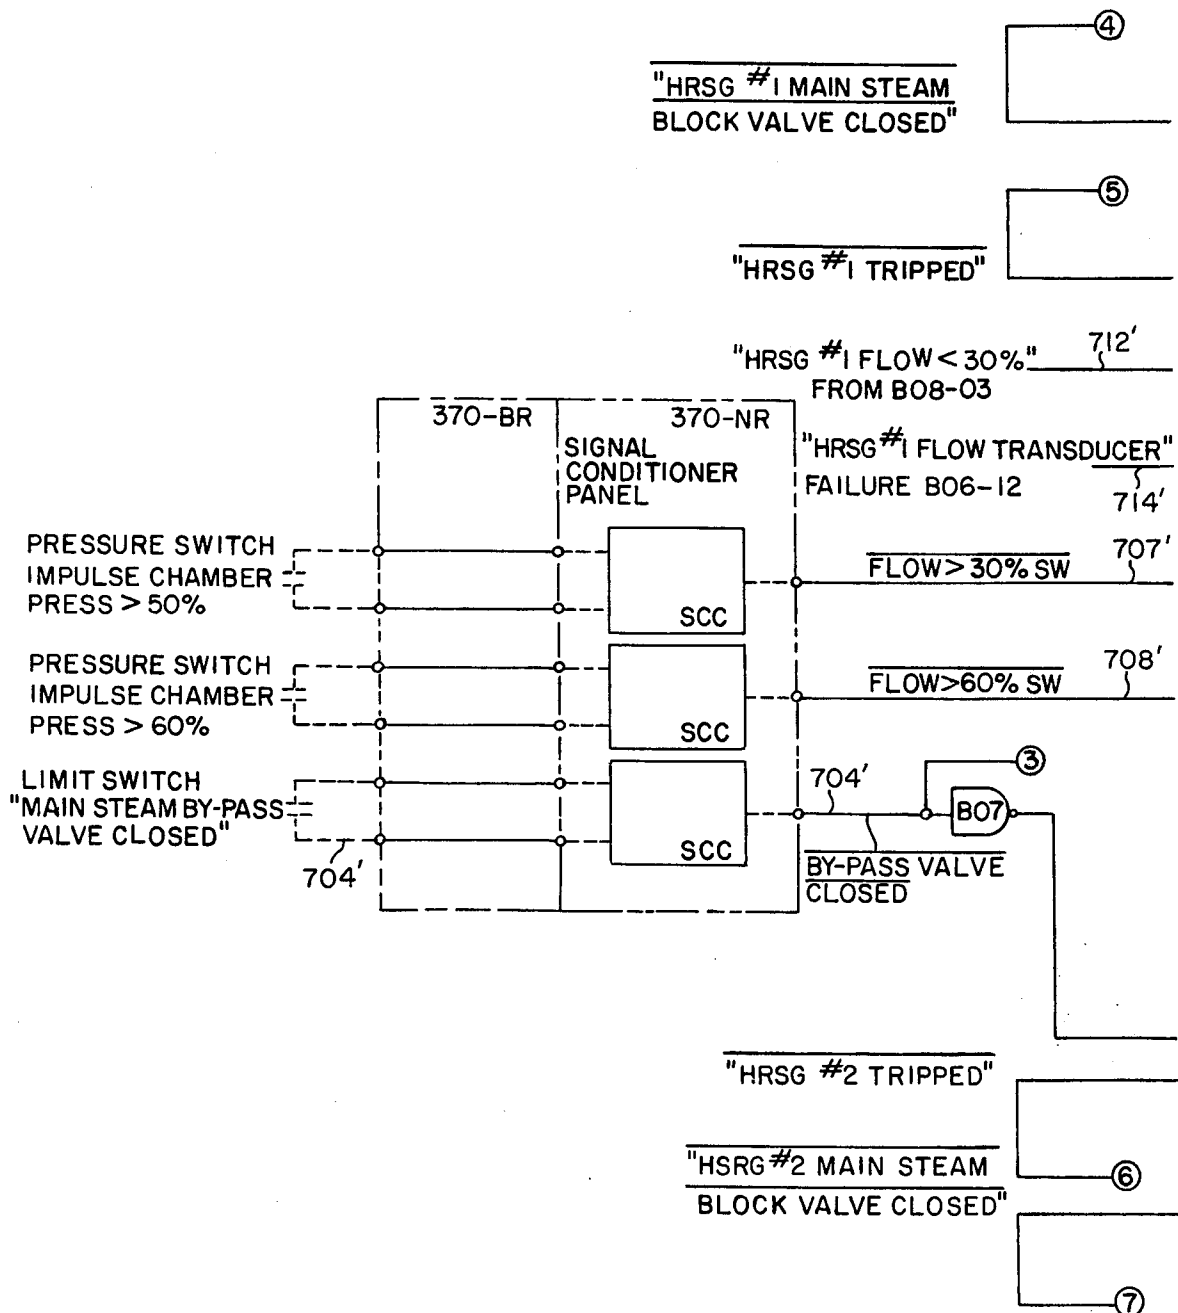 ④
"HRSG #1 MAIN STEAM
BLOCK VALVE CLOSED"
⑤
"HRSG #1 TRIPPED"
712'
"HRSG #1 FLOW < 30%"
FROM B08-03
370-BR
370-NR
SIGNAL
CONDITIONER
PANEL
"HRSG #1 FLOW TRANSDUCER"
FAILURE B06-12
714'
PRESSURE SWITCH
IMPULSE CHAMBER
PRESS > 50%
SCC
FLOW > 30% SW
707'
PRESSURE SWITCH
IMPULSE CHAMBER
PRESS > 60%
SCC
FLOW>60% SW
708'
LIMIT SWITCH
"MAIN STEAM BY-PASS
VALVE CLOSED"
704'
SCC
704'
③
B07
BY-PASS VALVE
CLOSED
"HRSG #2 TRIPPED"
"HSRG #2 MAIN STEAM
BLOCK VALVE CLOSED"
⑥
⑦